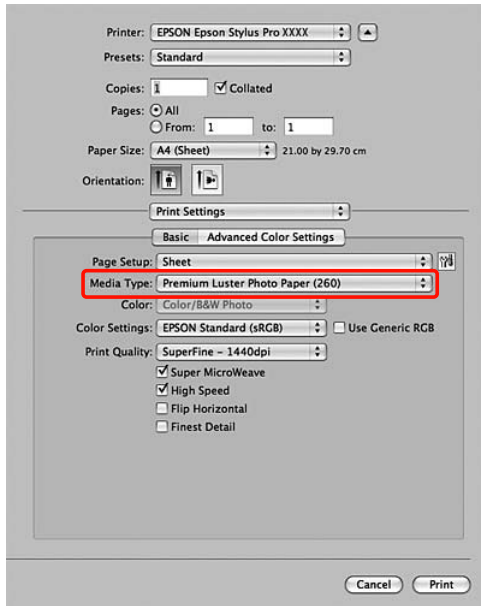 Printer: EPSON Epson Stylus Pro XXXX
Presets: Standard
Copies: 1 Collated
Pages: All
From: 1 to: 1
Paper Size: A4 (Sheet) 21.00 by 29.70 cm
Orientation:
Print Settings
Basic Advanced Color Settings
Page Setup: Sheet
Media Type: Premium Luster Photo Paper (260)
Color: Color/B&W Photo
Color Settings: EPSON Standard (sRGB) Use Generic RGB
Print Quality: SuperFine – 1440dpi
Super MicroWeave
High Speed
Flip Horizontal
Finest Detail
Cancel Print